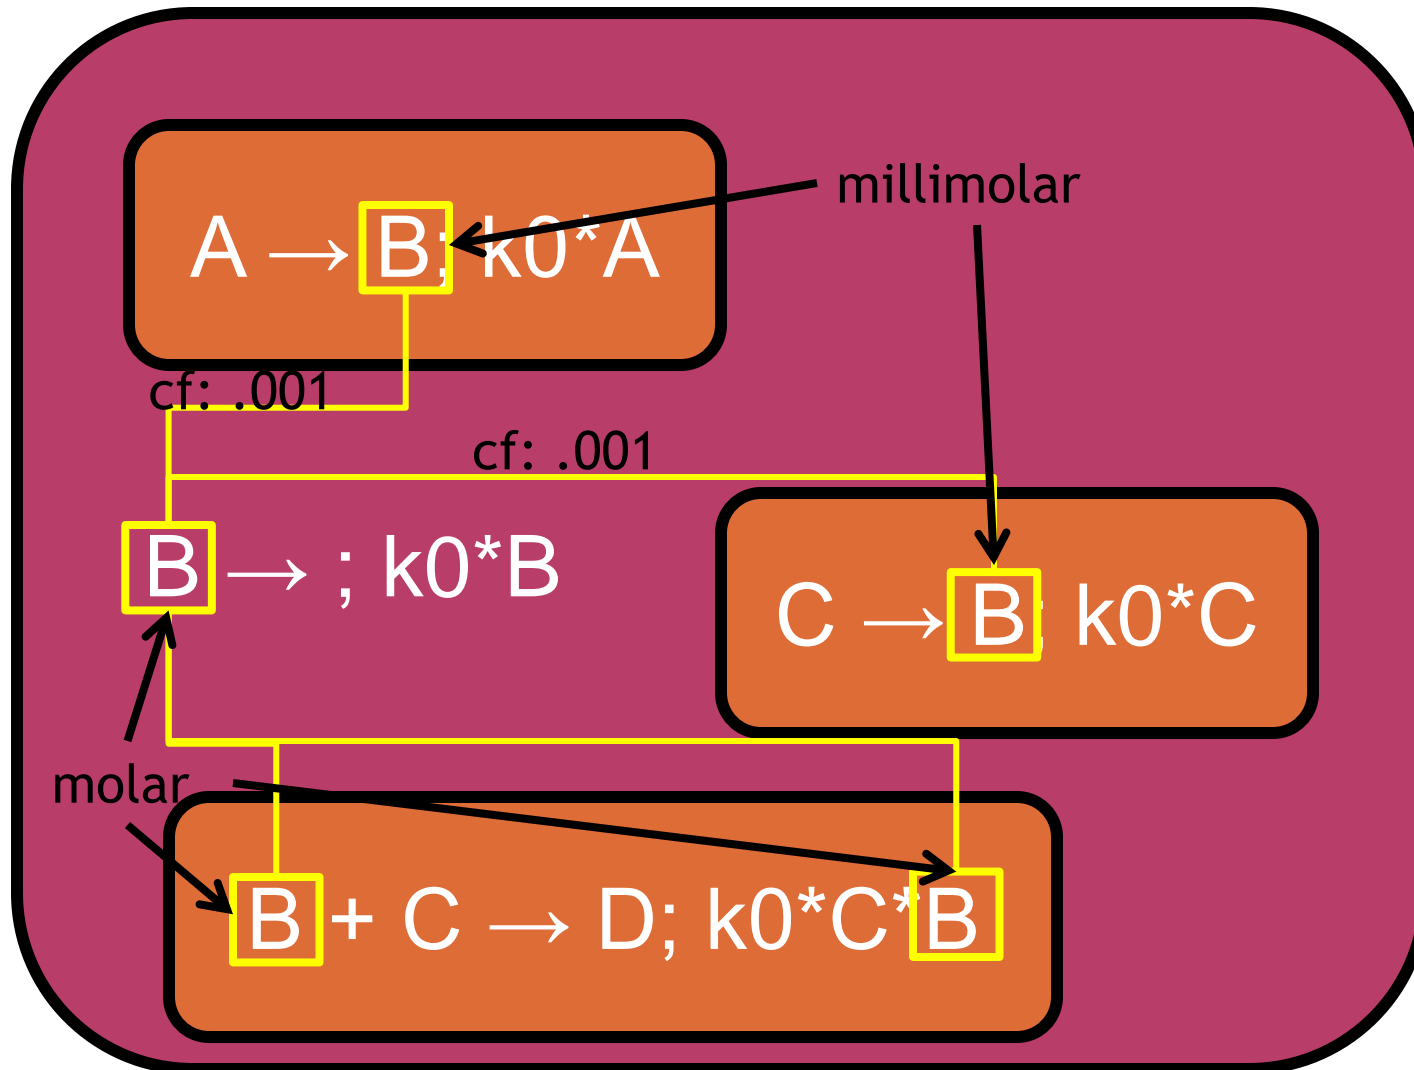 millimolar
A → B; k0*A
cf: .001
cf: .001
B → ; k0*B
C → B; k0*C
molar
B + C → D; k0*C*B